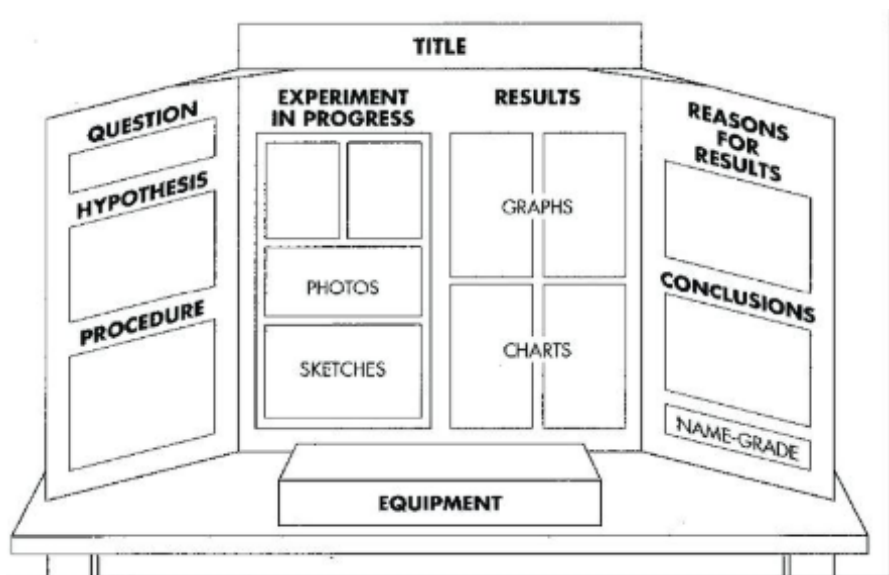 TITLE
QUESTION
HYPOTHESIS
PROCEDURE
EXPERIMENT
IN PROGRESS
PHOTOS
SKETCHES
RESULTS
GRAPHS
CHARTS
REASONS
FOR
RESULTS
CONCLUSIONS
NAME-GRADE
EQUIPMENT